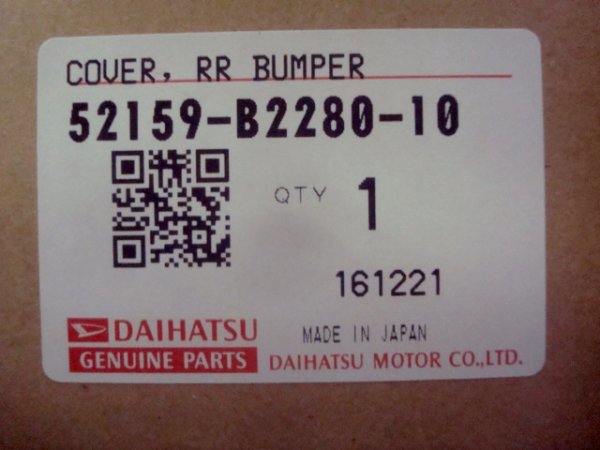 COVER, RR BUMPER
52159-B2280-10
QTY 1
161221
DAIHATSU
GENUINE PARTS
MADE IN JAPAN
DAIHATSU MOTOR CO.,LTD.